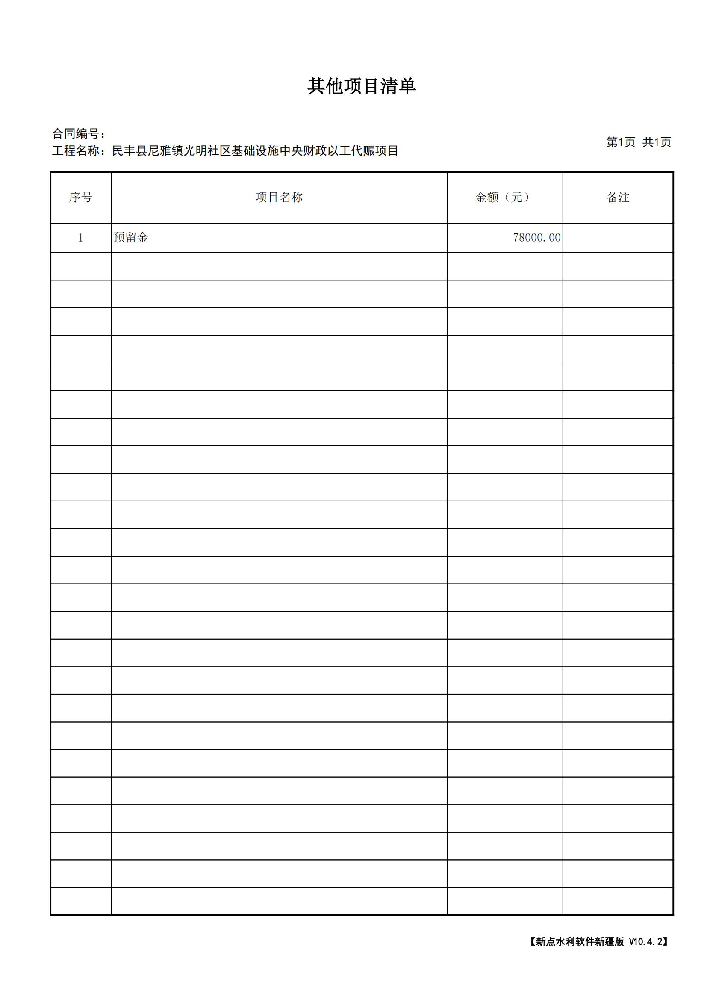 其他项目清单
合同编号：
工程名称：民丰县尼雅镇光明社区基础设施中央财政以工代赈项目
第1页 共1页
序号 项目名称 金额（元） 备注
1 预留金 78000.00
【新点水利软件新疆版 V10.4.2】